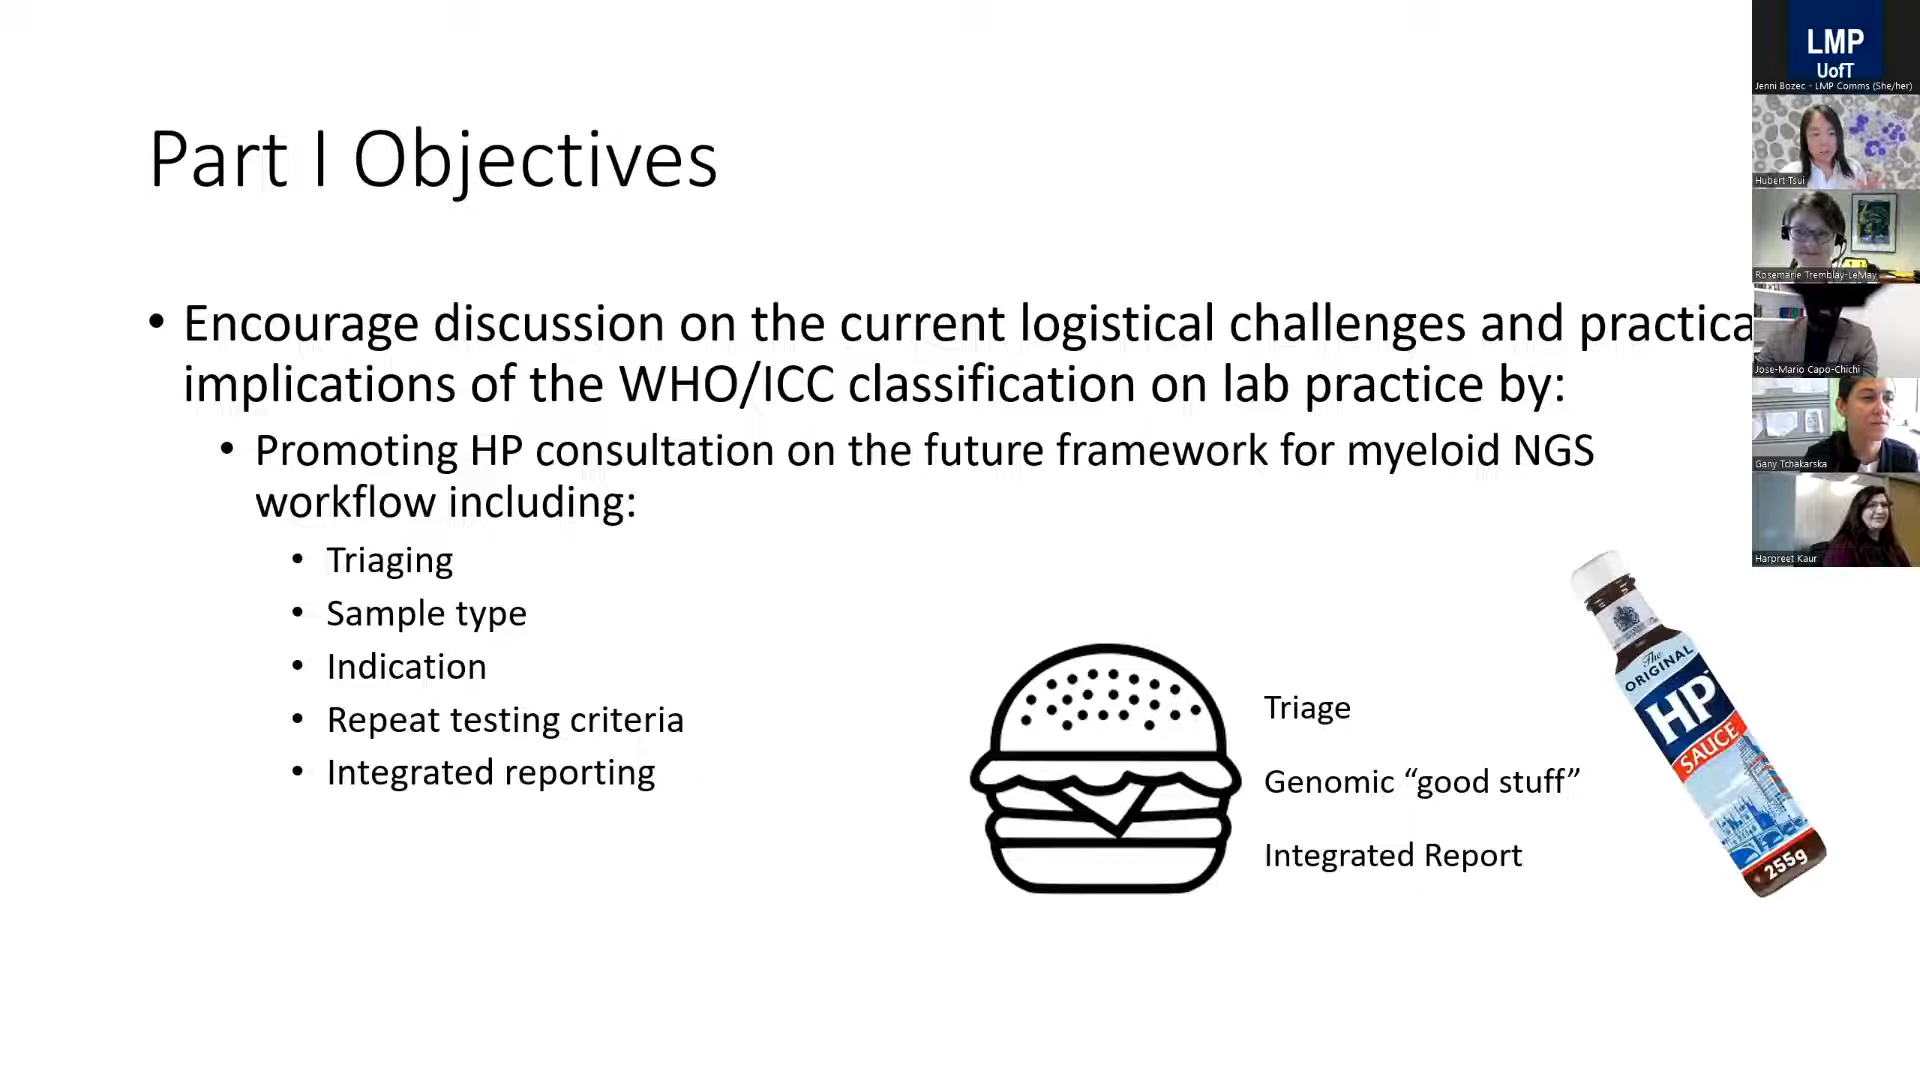 Part I Objectives
• Encourage discussion on the current logistical challenges and practica
implications of the WHO/ICC classification on lab practice by:
• Promoting HP consultation on the future framework for myeloid NGS
workflow including:
• Triaging
• Sample type
• Indication
• Repeat testing criteria
• Integrated reporting
Triage
Genomic “good stuff”
Integrated Report
The
ORIGINAL
HP
SAUCE
255g
LMP
UofT
Jenni Bozec - LMP Comms (She/her)
Hubert Tsui
Rosemarie Tremblay-LeMay
Jose-Mario Capo-Chichi
Gany Tchakarska
Harpreet Kaur